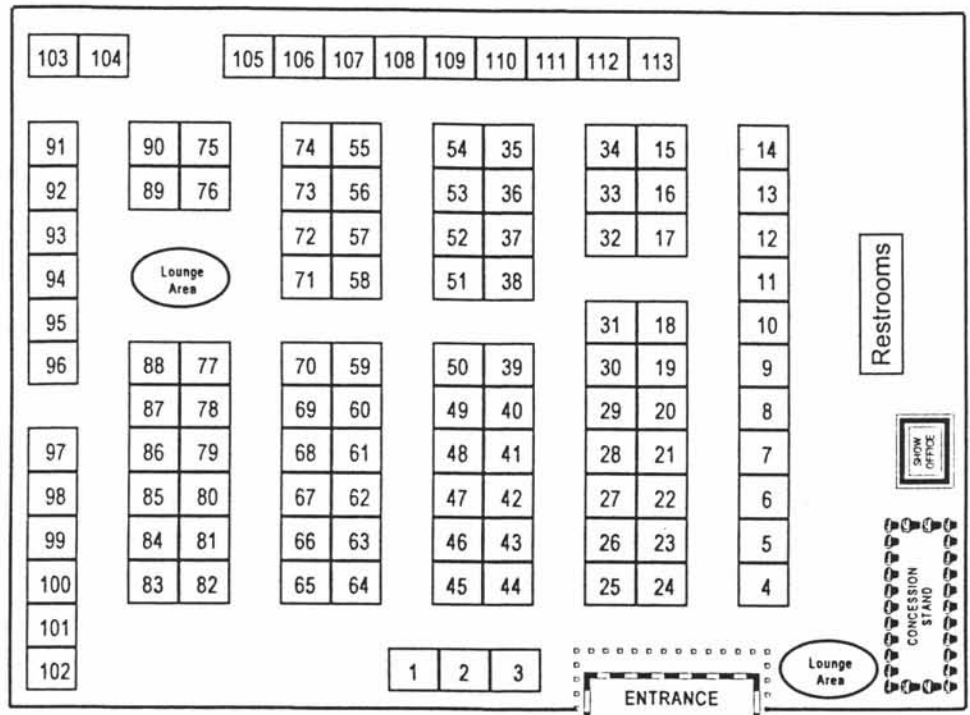 103 104 105 106 107 108 109 110 111 112 113
91 90 75 74 55 54 35 34 15 14
92 89 76 73 56 53 36 33 16 13
93 72 57 52 37 32 17 12
94 Lounge 71 58 51 38 11
Area
95 31 18 10
96 88 77 70 59 50 39 30 19 9
87 78 69 60 49 40 29 20 8
97 86 79 68 61 48 41 28 21 7
98 85 80 67 62 47 42 27 22 6
99 84 81 66 63 46 43 26 23 5
100 83 82 65 64 45 44 25 24 4
101
102 1 2 3
ENTRANCE
Lounge
Area
Restrooms
SHOW
OFFICE
CONCESSION
STAND